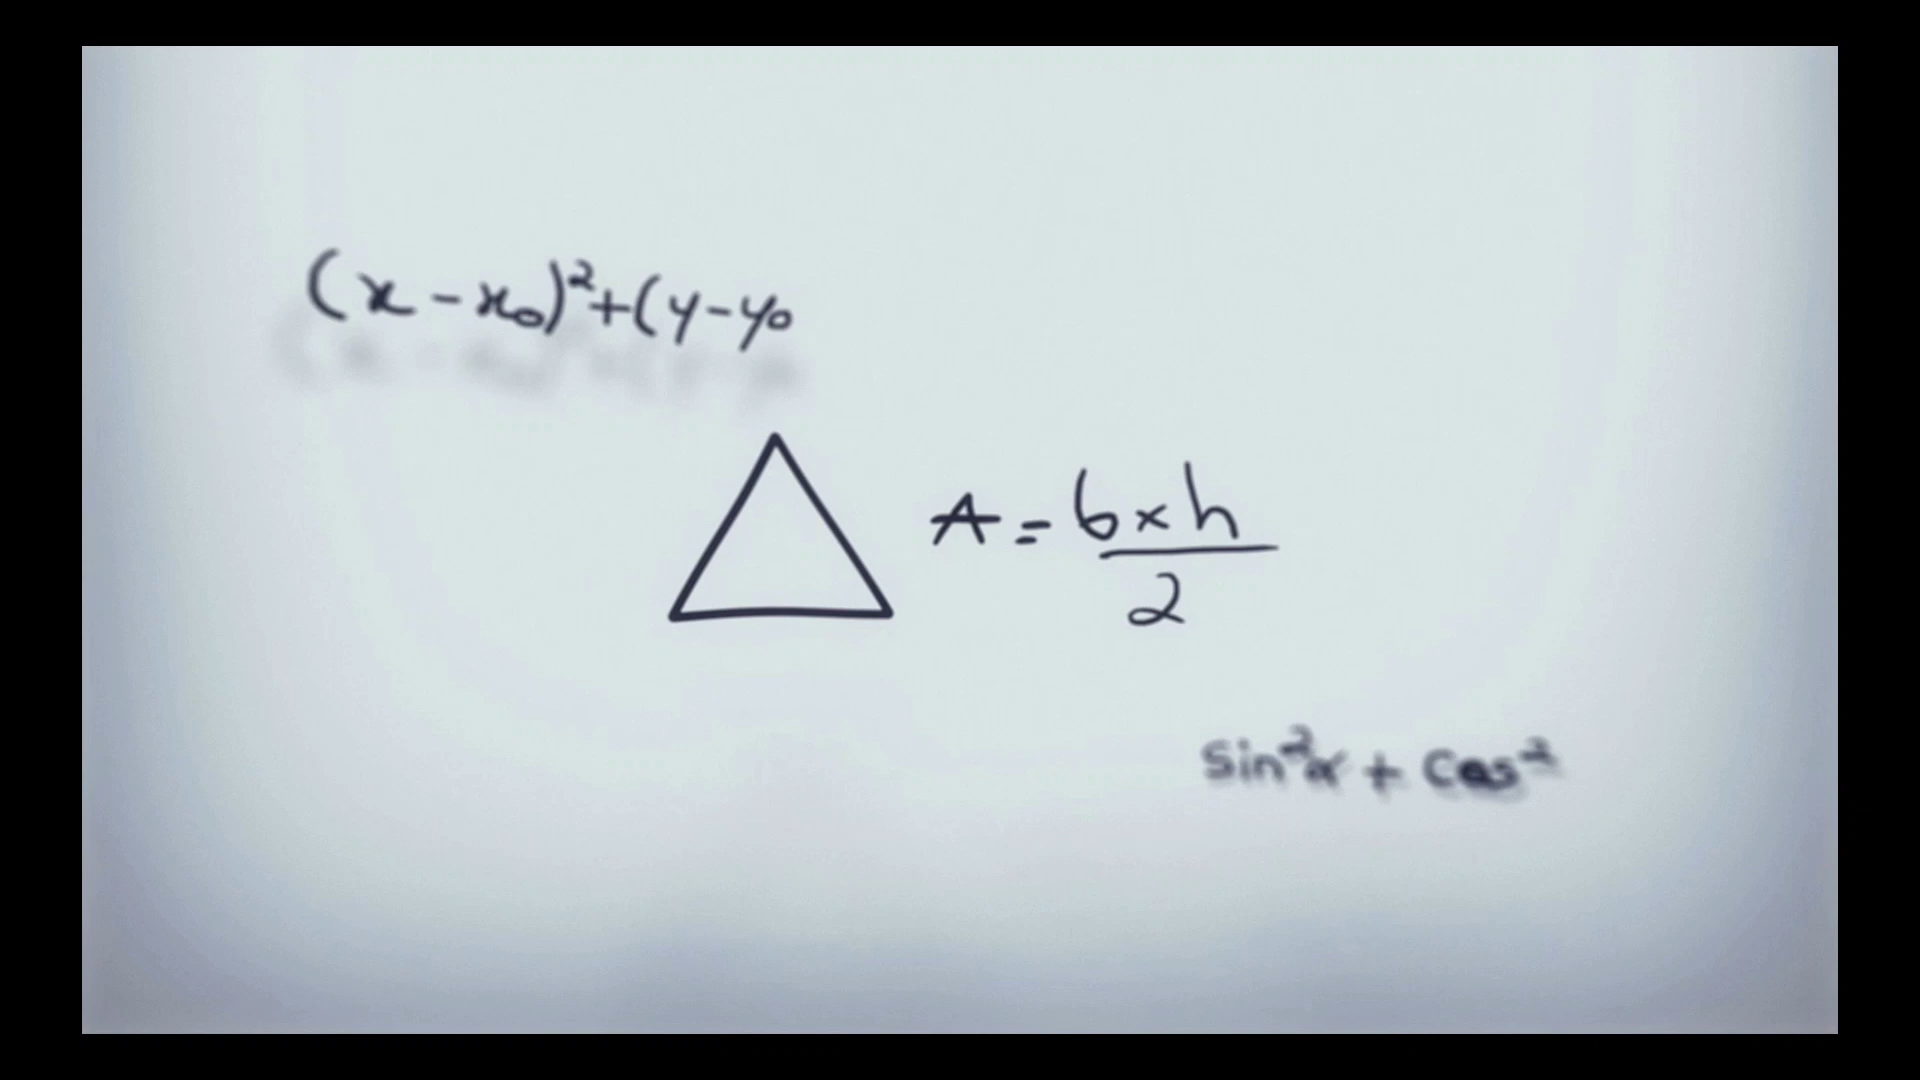 (x - x₀)² + (y - y₀
A = b × h / 2
sin²α + cos²